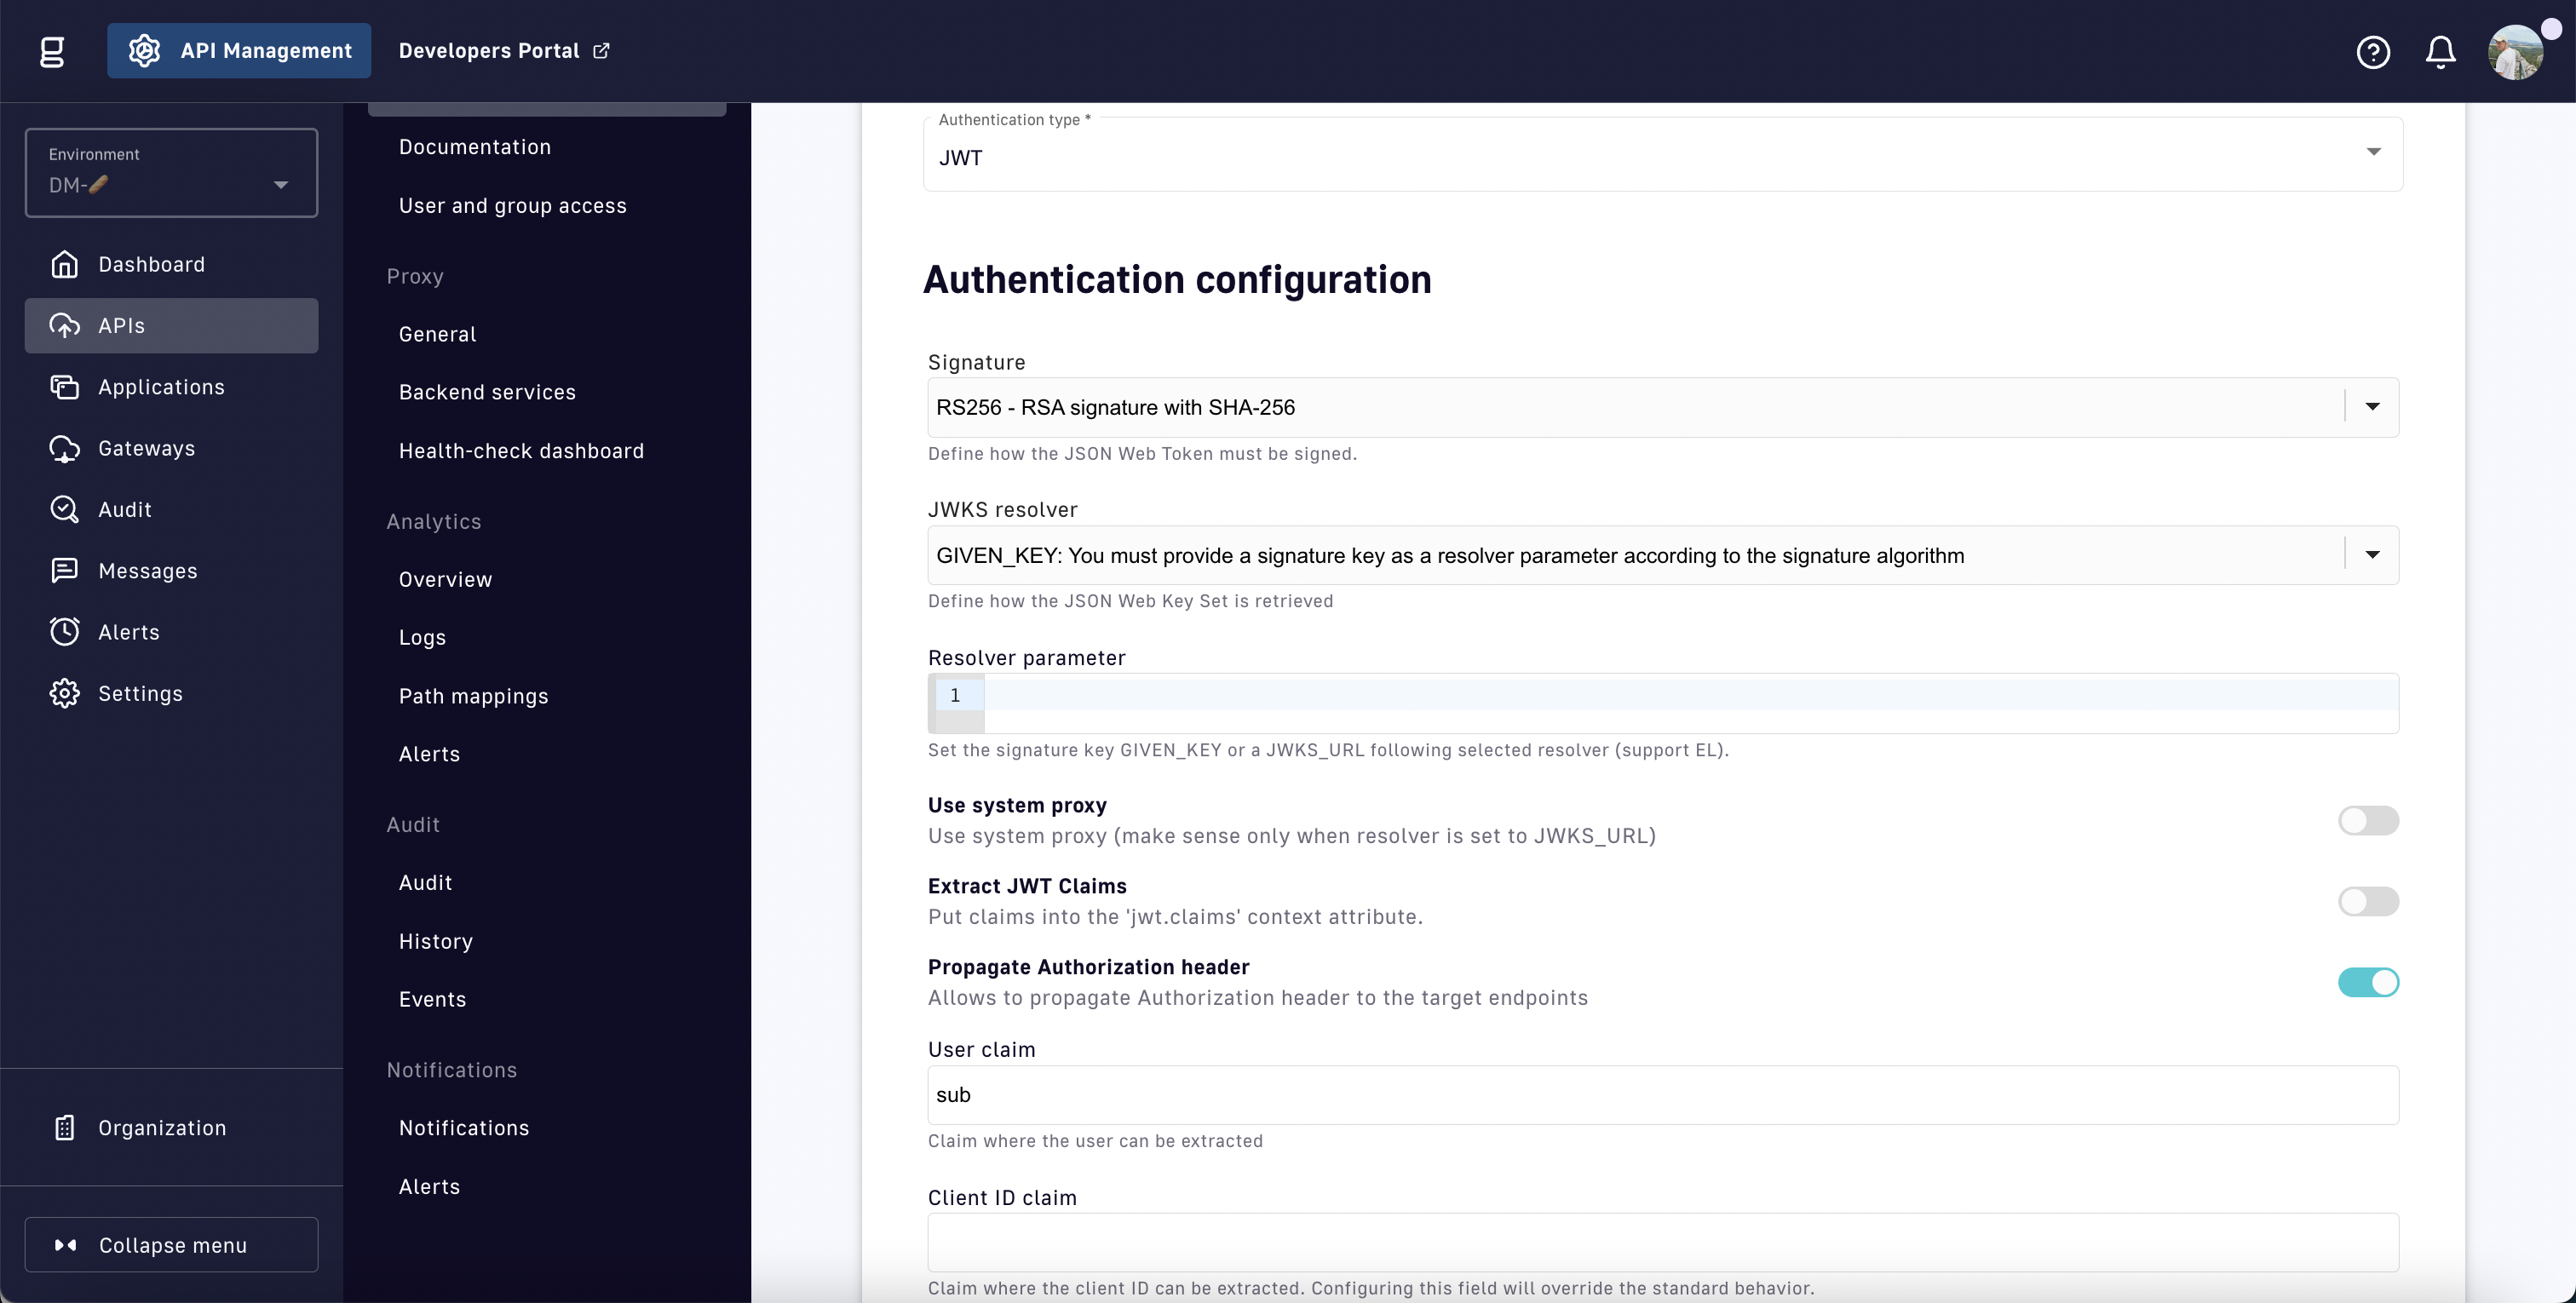 g
API Management
Developers Portal
Environment
DM-🥖
Dashboard
APIs
Applications
Gateways
Audit
Messages
Alerts
Settings
Organization
Collapse menu
Documentation
User and group access
Proxy
General
Backend services
Health-check dashboard
Analytics
Overview
Logs
Path mappings
Alerts
Audit
Audit
History
Events
Notifications
Notifications
Alerts
Authentication type *
JWT
Authentication configuration
Signature
RS256 - RSA signature with SHA-256
Define how the JSON Web Token must be signed.
JWKS resolver
GIVEN_KEY: You must provide a signature key as a resolver parameter according to the signature algorithm
Define how the JSON Web Key Set is retrieved
Resolver parameter
1
Set the signature key GIVEN_KEY or a JWKS_URL following selected resolver (support EL).
Use system proxy
Use system proxy (make sense only when resolver is set to JWKS_URL)
Extract JWT Claims
Put claims into the 'jwt.claims' context attribute.
Propagate Authorization header
Allows to propagate Authorization header to the target endpoints
User claim
sub
Claim where the user can be extracted
Client ID claim
Claim where the client ID can be extracted. Configuring this field will override the standard behavior.